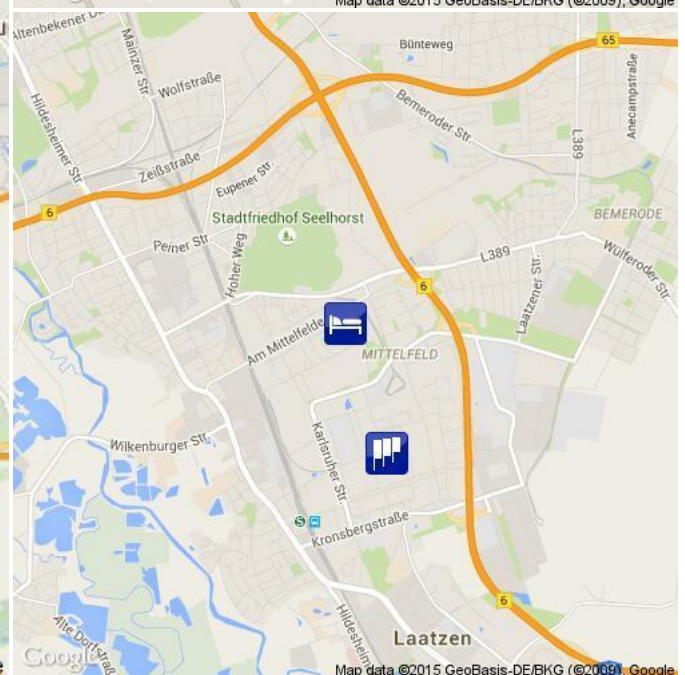 Map data ©2015 GeoBasis-DE/BKG (©2009), Google
Altenbekener
Mainzer Str.
Bünteweg
65
Wolfstraße
Hildesheimer Str.
Bemeroder Str.
Anecampstraße
L389
Zeißstraße
Eupener Str.
6
Stadtfriedhof Seelhorst
BEMERODE
Peiner Str.
Hoher Weg
L389
Wülferoder Str.
6
Laatzener Str.
Am Mittelfelde
MITTELFELD
Karlsruher Str.
Wilkenburger Str.
S
Kronsbergstraße
6
Hildesheim
Alte Dorfstraß
Laatzen
Google
Map data ©2015 GeoBasis-DE/BKG (©2009), Google